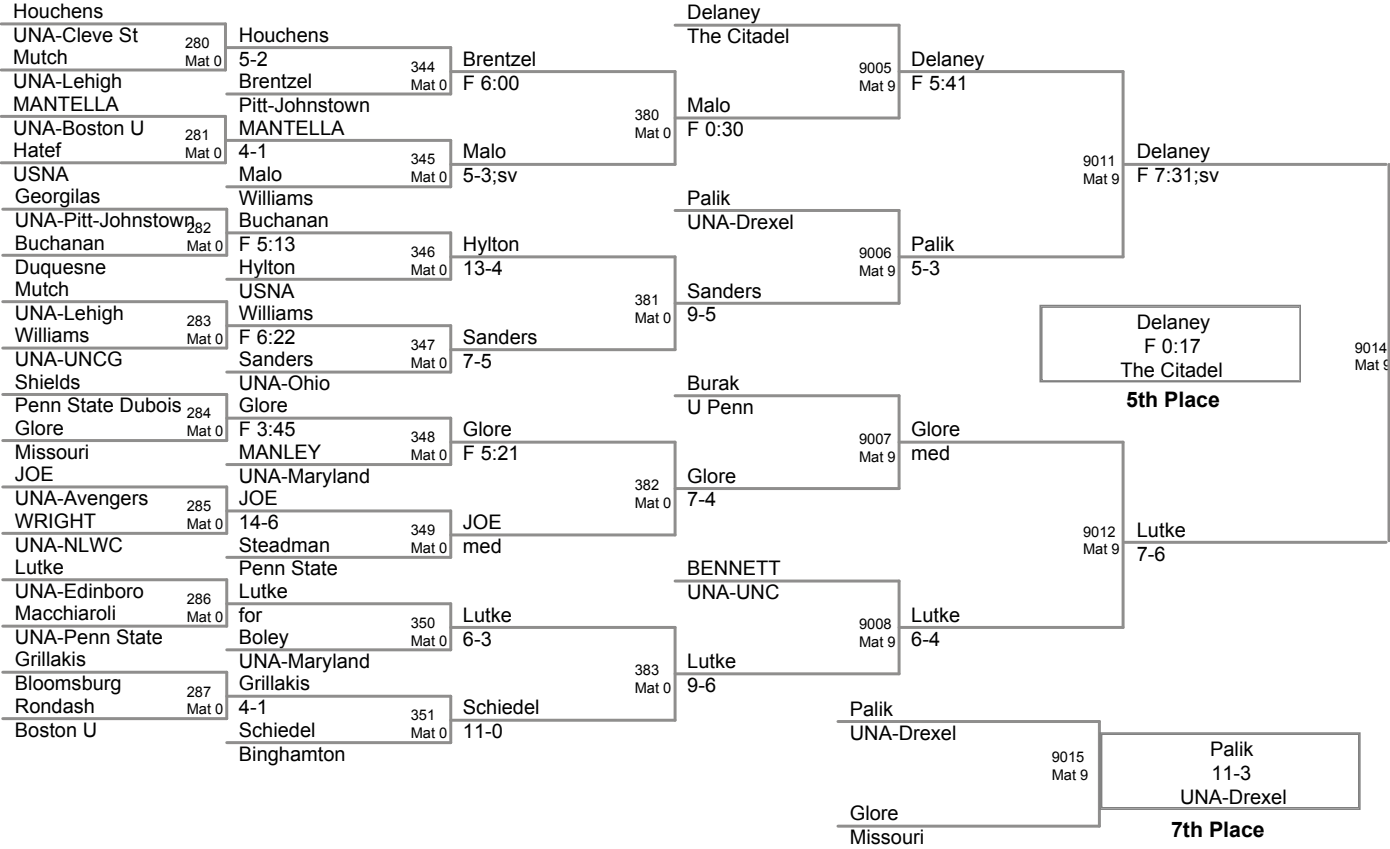 Houchens
UNA-Cleve St
280
Mutch
Mat 0
UNA-Lehigh
MANTELLA
UNA-Boston U
281
Hatef
Mat 0
USNA
Georgilas
UNA-Pitt-Johnstown
282
Buchanan
Mat 0
Duquesne
Mutch
UNA-Lehigh
283
Williams
Mat 0
UNA-UNCG
Shields
Penn State Dubois
284
Glore
Mat 0
Missouri
JOE
UNA-Avengers
285
WRIGHT
Mat 0
UNA-NLWC
Lutke
UNA-Edinboro
286
Macchiaroli
Mat 0
UNA-Penn State
Grillakis
Bloomsburg
287
Rondash
Mat 0
Boston U
Houchens
5-2
344
Brentzel
Mat 0
Pitt-Johnstown
MANTELLA
4-1
345
Malo
Mat 0
Williams
Buchanan
F 5:13
346
Hylton
Mat 0
USNA
Williams
F 6:22
347
Sanders
Mat 0
UNA-Ohio
Glore
F 3:45
348
MANLEY
Mat 0
UNA-Maryland
JOE
14-6
349
Steadman
Mat 0
Penn State
Lutke
for
350
Boley
Mat 0
UNA-Maryland
Grillakis
4-1
351
Schiedel
Mat 0
Binghamton
Brentzel
F 6:00
380
Mat 0
Malo
5-3;sv
Hylton
13-4
381
Mat 0
Sanders
7-5
Glore
F 5:21
382
Mat 0
JOE
med
Lutke
6-3
383
Mat 0
Schiedel
11-0
Delaney
The Citadel
9005
Mat 9
Malo
F 0:30
Palik
UNA-Drexel
9006
Mat 9
Sanders
9-5
Burak
U Penn
9007
Mat 9
Glore
7-4
BENNETT
UNA-UNC
9008
Mat 9
Lutke
9-6
Delaney
F 5:41
9011
Mat 9
Palik
5-3
Glore
med
9012
Mat 9
Lutke
6-4
Delaney
F 7:31;sv
9014
Mat 9
Lutke
7-6
Delaney
F 0:17
The Citadel
5th Place
Palik
UNA-Drexel
9015
Mat 9
Glore
Missouri
Palik
11-3
UNA-Drexel
7th Place